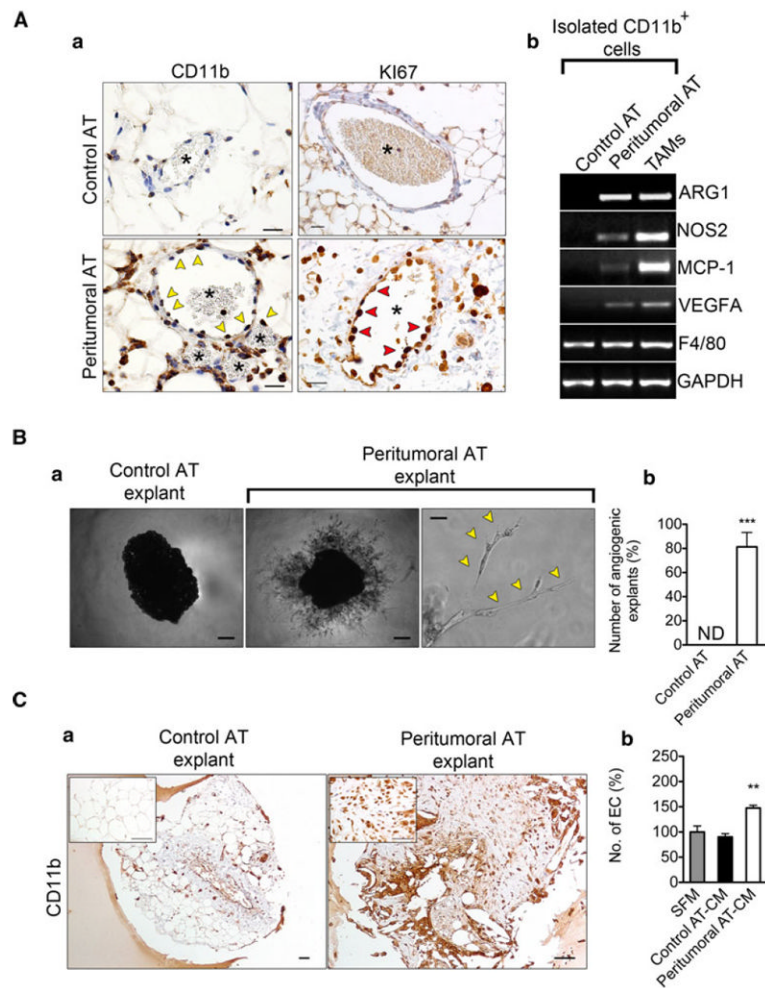 A
a
CD11b
KI67
Control AT
Peritumoral AT
*
*
*
*
*
*
*
b
Isolated CD11b+
cells
Control AT
Peritumoral AT
TAMs
ARG1
NOS2
MCP-1
VEGFA
F4/80
GAPDH
B
a
Control AT
explant
Peritumoral AT
explant
b
Number of angiogenic
explants (%)
100
80
60
40
20
0
ND
***
Control AT
Peritumoral AT
C
a
Control AT
explant
Peritumoral AT
explant
CD11b
b
No. of EC (%)
250
200
150
100
50
0
**
SFM
Control AT-CM
Peritumoral AT-CM